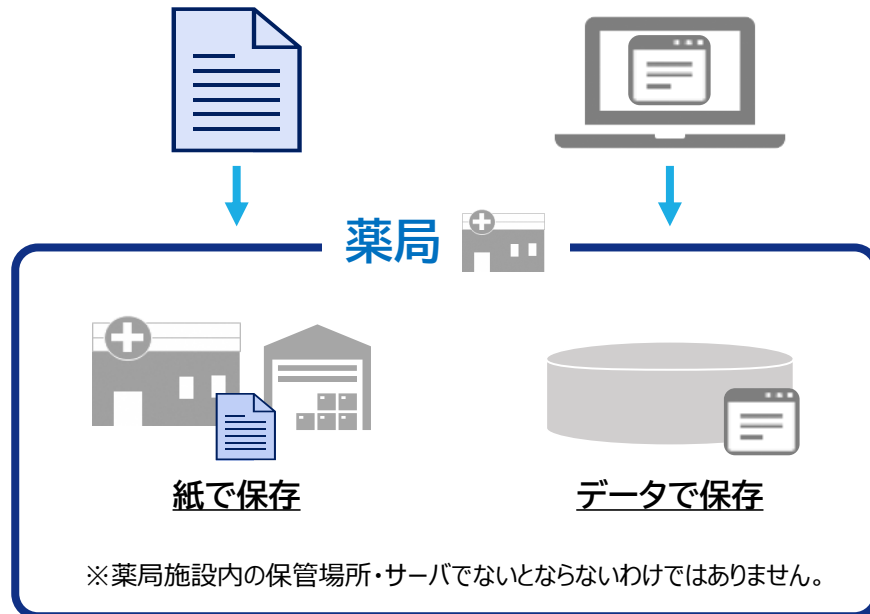 薬局
紙で保存
データで保存
※薬局施設内の保管場所・サーバでないとならないわけではありません。